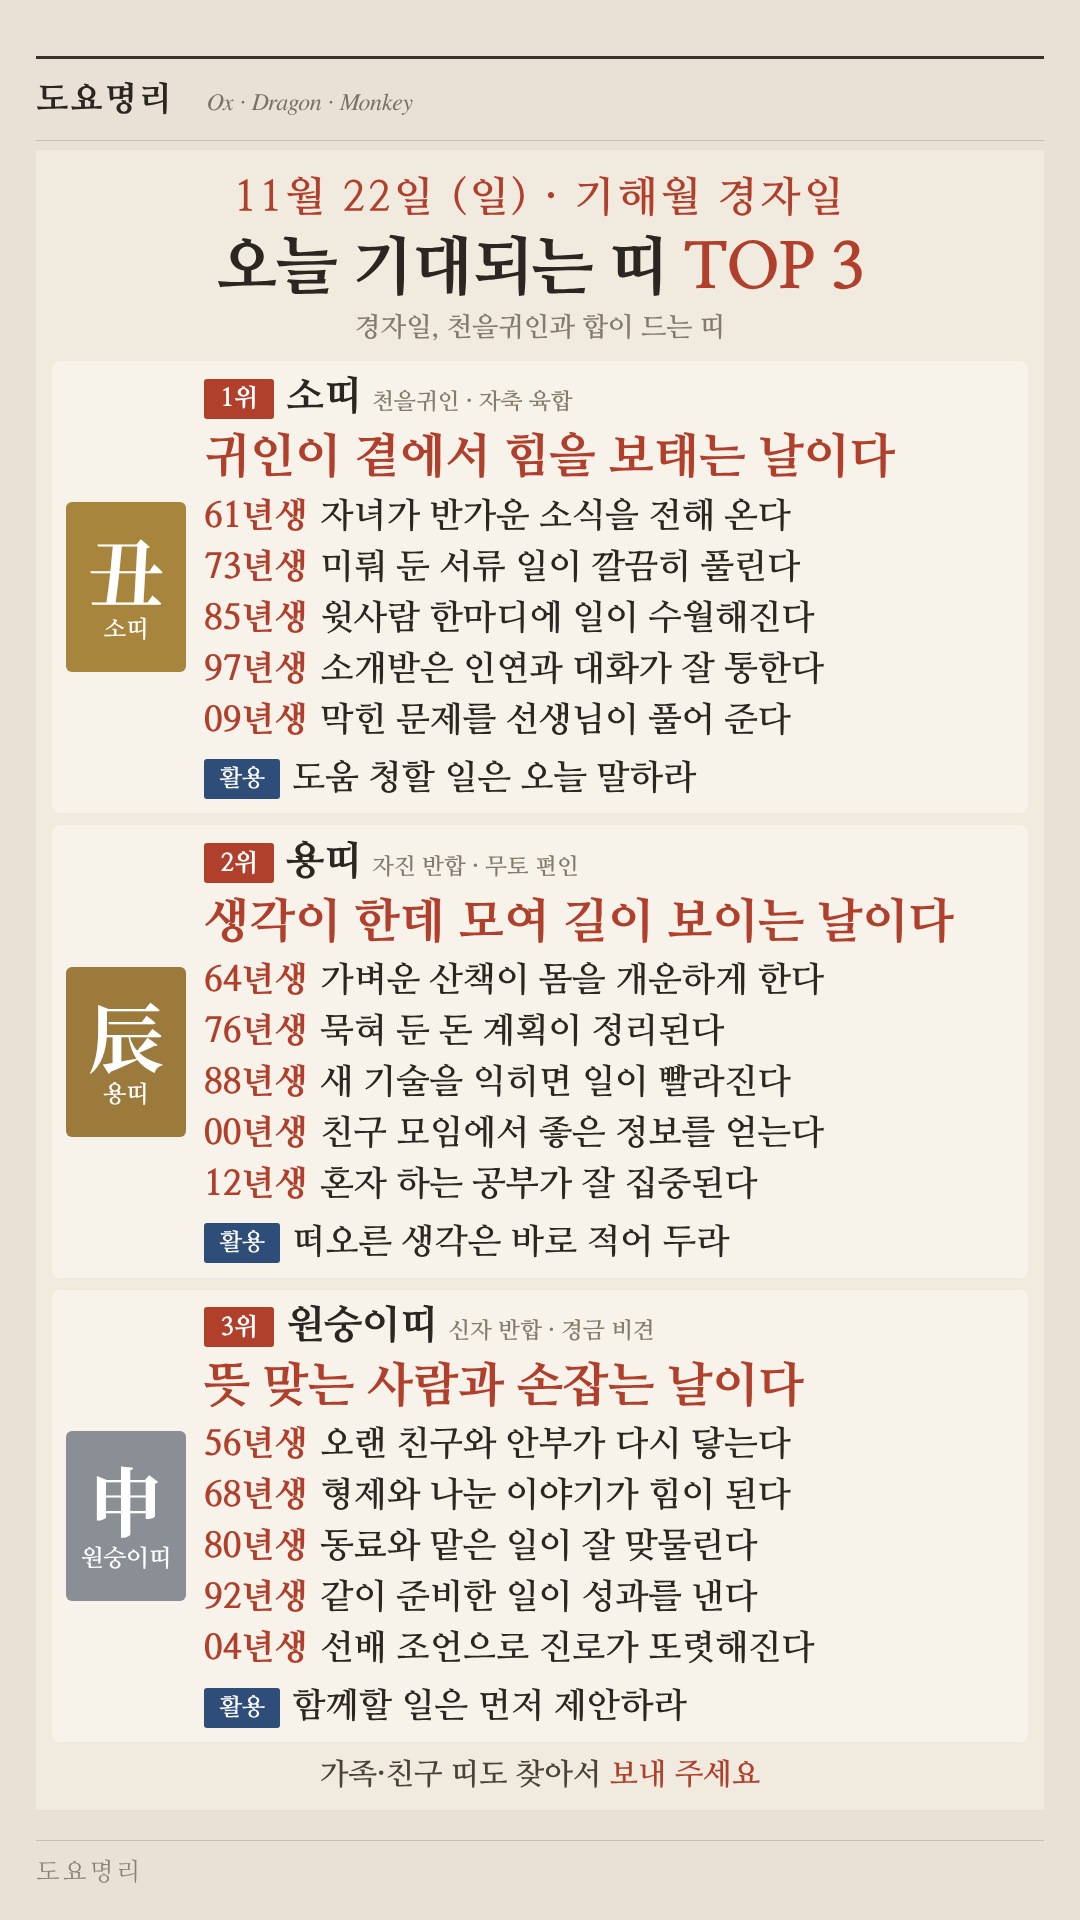 도요명리 Ox · Dragon · Monkey
11월 22일 (일) · 기해월 경자일
오늘 기대되는 띠 TOP 3
경자일, 천을귀인과 합이 드는 띠
1위 소띠 천을귀인 · 자축 육합
귀인이 곁에서 힘을 보태는 날이다
丑
소띠
61년생 자녀가 반가운 소식을 전해 온다
73년생 미뤄 둔 서류 일이 깔끔히 풀린다
85년생 윗사람 한마디에 일이 수월해진다
97년생 소개받은 인연과 대화가 잘 통한다
09년생 막힌 문제를 선생님이 풀어 준다
활용 도움 청할 일은 오늘 말하라
2위 용띠 자진 반합 · 무토 편인
생각이 한데 모여 길이 보이는 날이다
辰
용띠
64년생 가벼운 산책이 몸을 개운하게 한다
76년생 묵혀 둔 돈 계획이 정리된다
88년생 새 기술을 익히면 일이 빨라진다
00년생 친구 모임에서 좋은 정보를 얻는다
12년생 혼자 하는 공부가 잘 집중된다
활용 떠오른 생각은 바로 적어 두라
3위 원숭이띠 신자 반합 · 경금 비견
뜻 맞는 사람과 손잡는 날이다
申
원숭이띠
56년생 오랜 친구와 안부가 다시 닿는다
68년생 형제와 나눈 이야기가 힘이 된다
80년생 동료와 맡은 일이 잘 맞물린다
92년생 같이 준비한 일이 성과를 낸다
04년생 선배 조언으로 진로가 또렷해진다
활용 함께할 일은 먼저 제안하라
가족·친구 띠도 찾아서 보내 주세요
도요명리